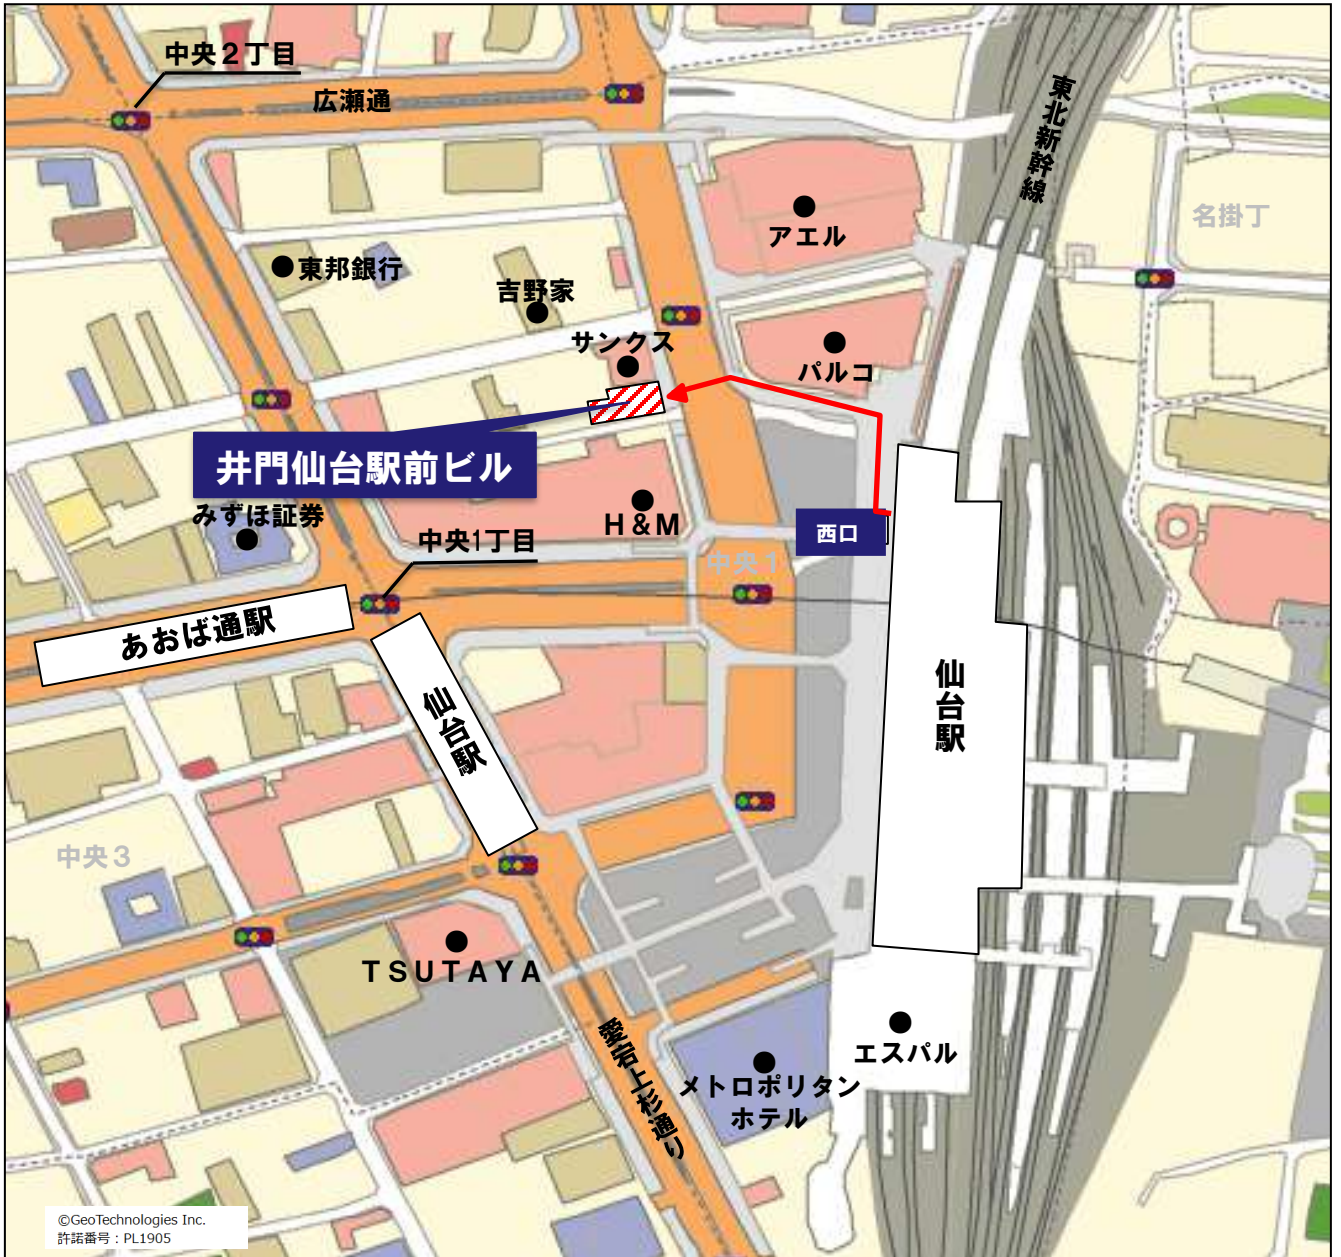 中央２丁目
広瀬通
東北新幹線
名掛丁
アエル
東邦銀行
吉野家
サンクス
パルコ
井門仙台駅前ビル
みずほ証券
H＆M
西口
中央1丁目
中央1
あおば通駅
仙台駅
仙台駅
中央3
TSUTAYA
愛宕上杉通り
エスパル
メトロポリタン
ホテル
©GeoTechnologies Inc.
許諾番号：PL1905